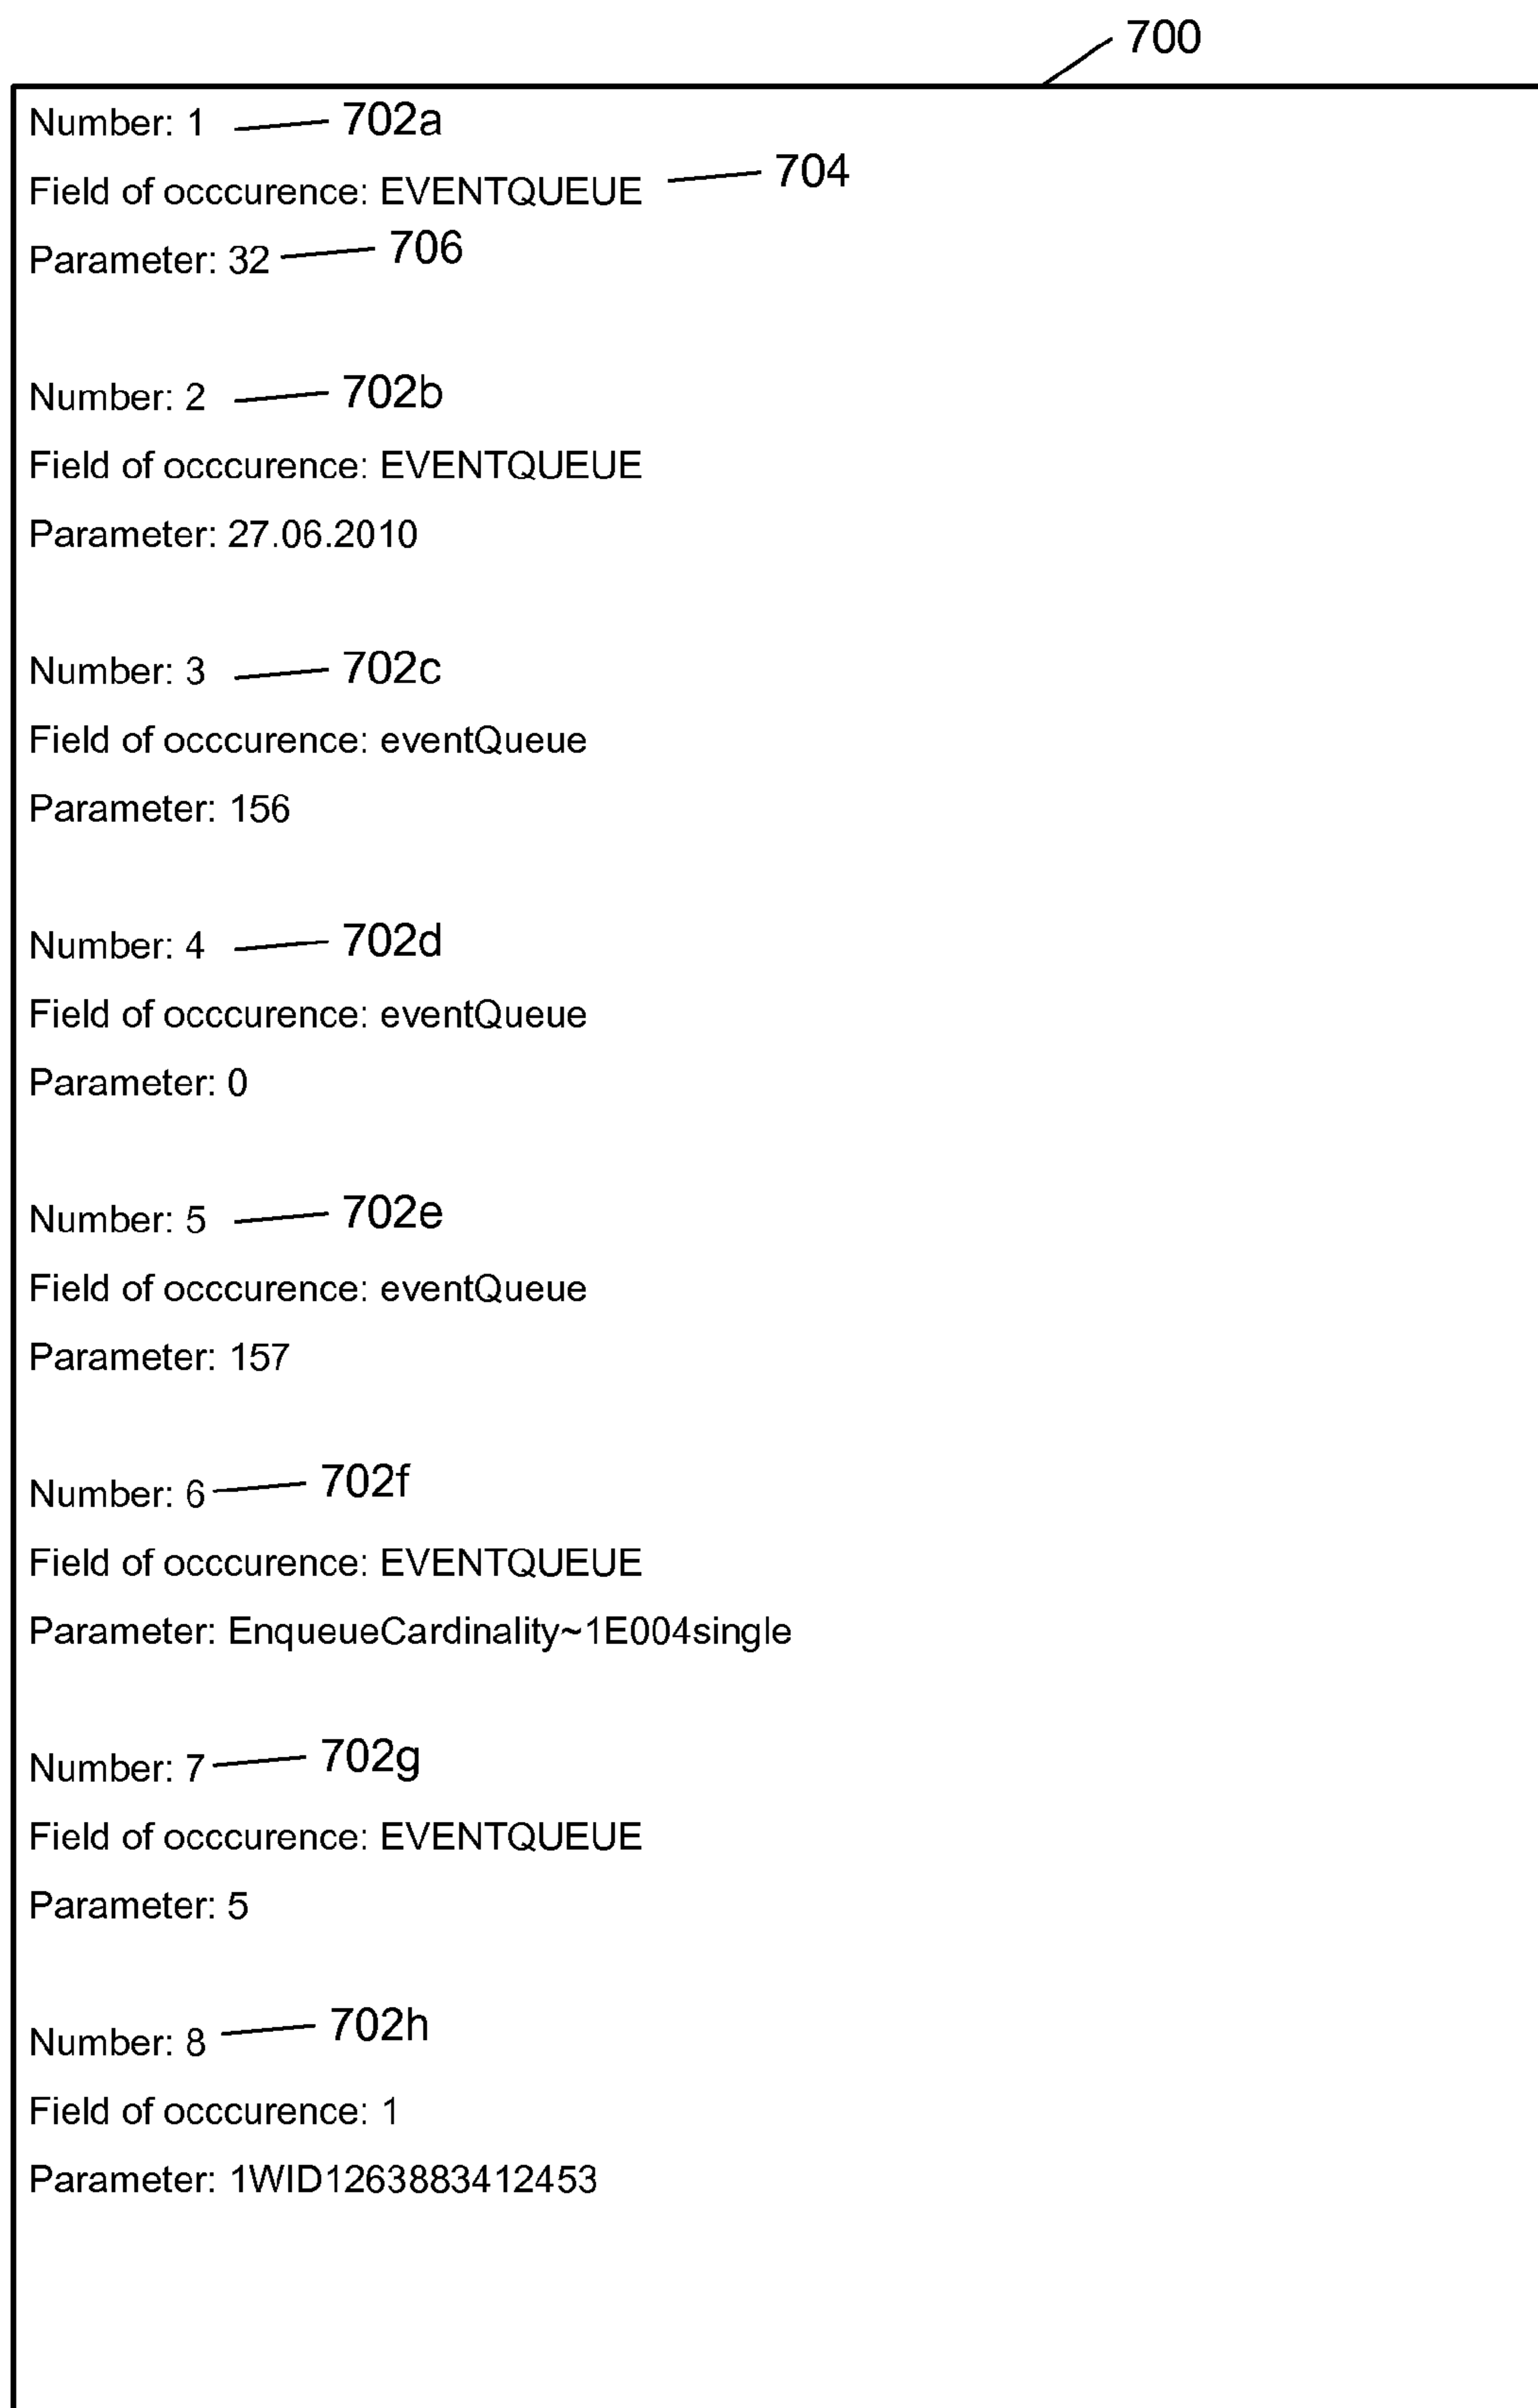 700
Number: 1 702a
Field of occcurence: EVENTQUEUE 704
Parameter: 32 706
Number: 2 702b
Field of occcurence: EVENTQUEUE
Parameter: 27.06.2010
Number: 3 702c
Field of occcurence: eventQueue
Parameter: 156
Number: 4 702d
Field of occcurence: eventQueue
Parameter: 0
Number: 5 702e
Field of occcurence: eventQueue
Parameter: 157
Number: 6 702f
Field of occcurence: EVENTQUEUE
Parameter: EnqueueCardinality~1E004single
Number: 7 702g
Field of occcurence: EVENTQUEUE
Parameter: 5
Number: 8 702h
Field of occcurence: 1
Parameter: 1WID1263883412453